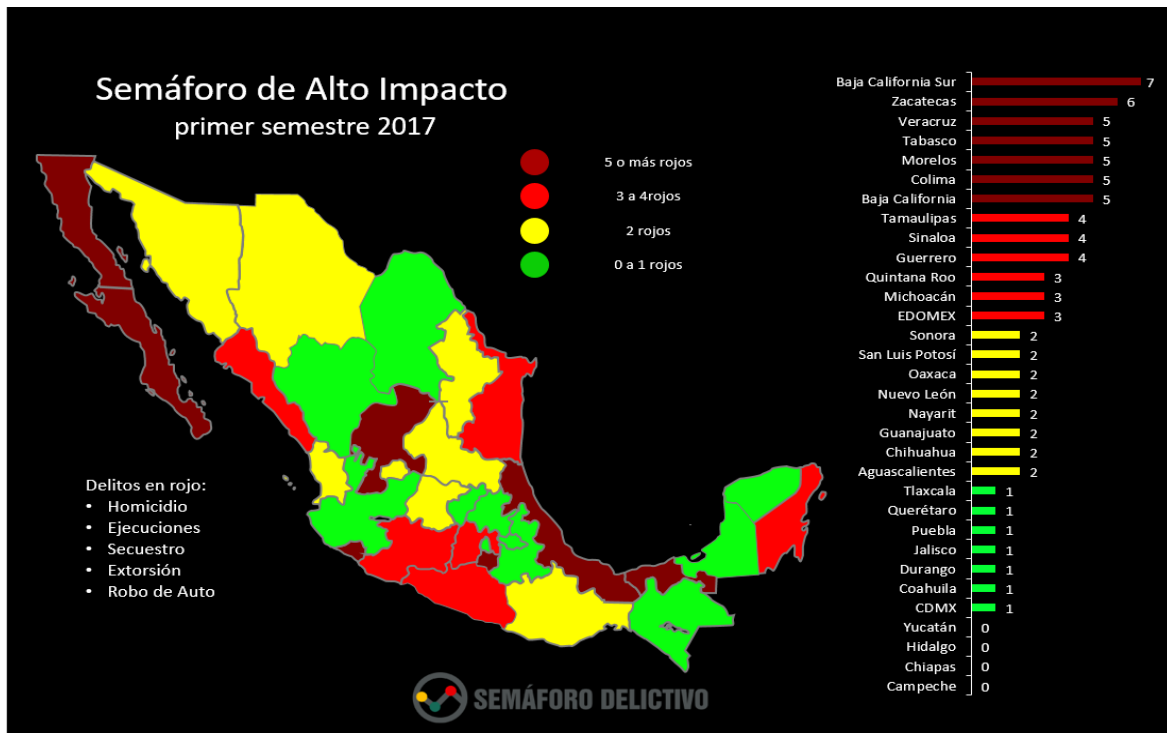 Semáforo de Alto Impacto
primer semestre 2017
5 o más rojos
3 a 4rojos
2 rojos
0 a 1 rojos
Delitos en rojo:
• Homicidio
• Ejecuciones
• Secuestro
• Extorsión
• Robo de Auto
Baja California Sur 7
Zacatecas 6
Veracruz 5
Tabasco 5
Morelos 5
Colima 5
Baja California 5
Tamaulipas 4
Sinaloa 4
Guerrero 4
Quintana Roo 3
Michoacán 3
EDOMEX 3
Sonora 2
San Luis Potosí 2
Oaxaca 2
Nuevo León 2
Nayarit 2
Guanajuato 2
Chihuahua 2
Aguascalientes 2
Tlaxcala 1
Querétaro 1
Puebla 1
Jalisco 1
Durango 1
Coahuila 1
CDMX 1
Yucatán 0
Hidalgo 0
Chiapas 0
Campeche 0
SEMÁFORO DELICTIVO